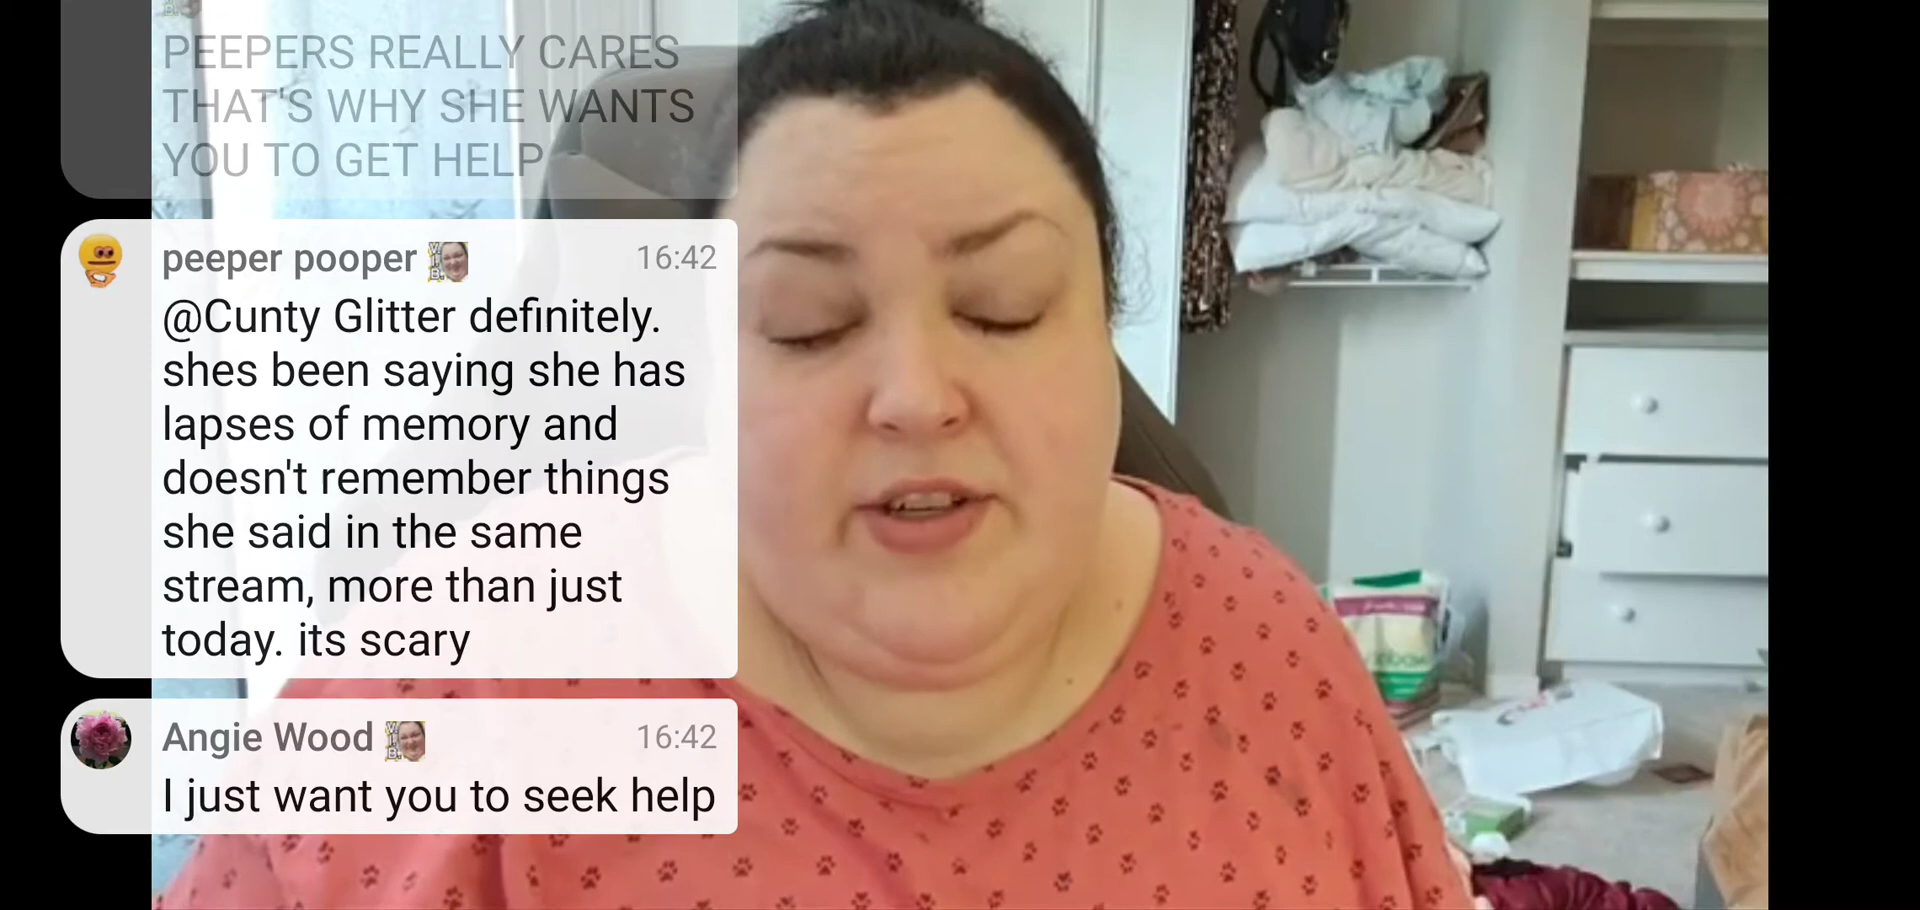 PEEPERS REALLY CARES
THAT'S WHY SHE WANTS
YOU TO GET HELP
peeper pooper 16:42
@Cunty Glitter definitely.
shes been saying she has
lapses of memory and
doesn't remember things
she said in the same
stream, more than just
today. its scary
Angie Wood 16:42
I just want you to seek help